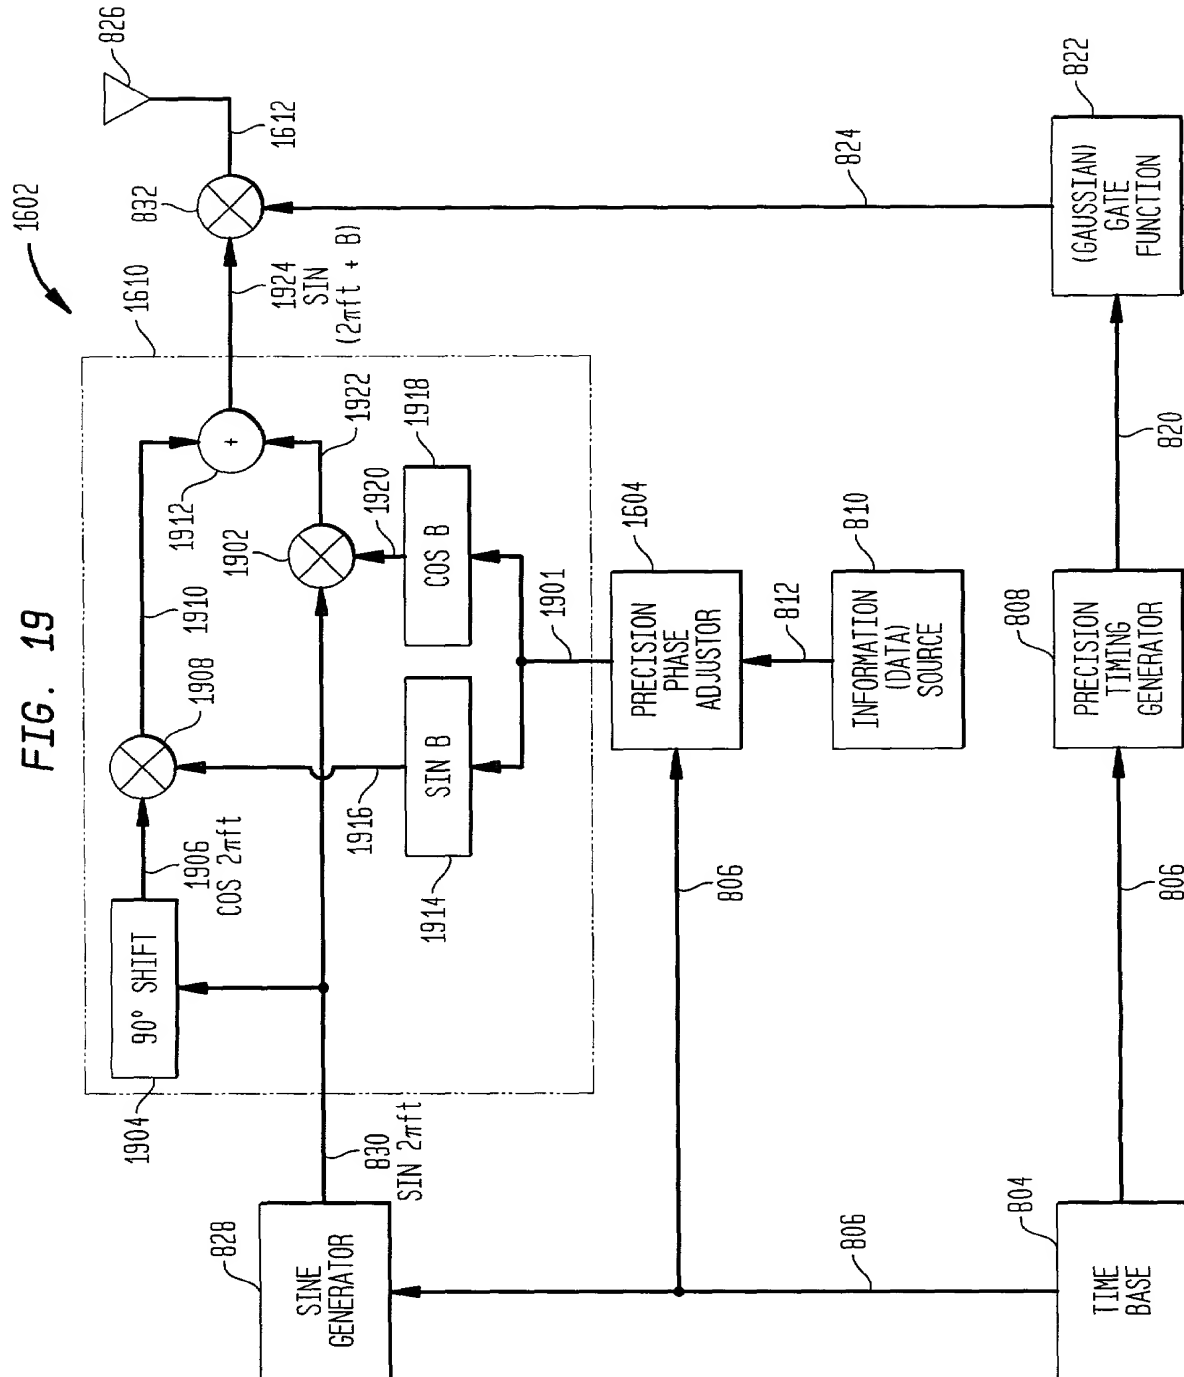 FIG. 19
1602
826
832
1612
1610
1924
SIN
(2πft + B)
1904
90° SHIFT
1906
COS 2πft
1908
1910
1912
+
1922
1902
1920
1918
COS B
1916
SIN B
1914
828
SINE
GENERATOR
830
SIN 2πft
1901
1604
PRECISION
PHASE
ADJUSTOR
812
810
INFORMATION
(DATA)
SOURCE
806
806
804
TIME
BASE
806
808
PRECISION
TIMING
GENERATOR
820
822
(GAUSSIAN)
GATE
FUNCTION
824